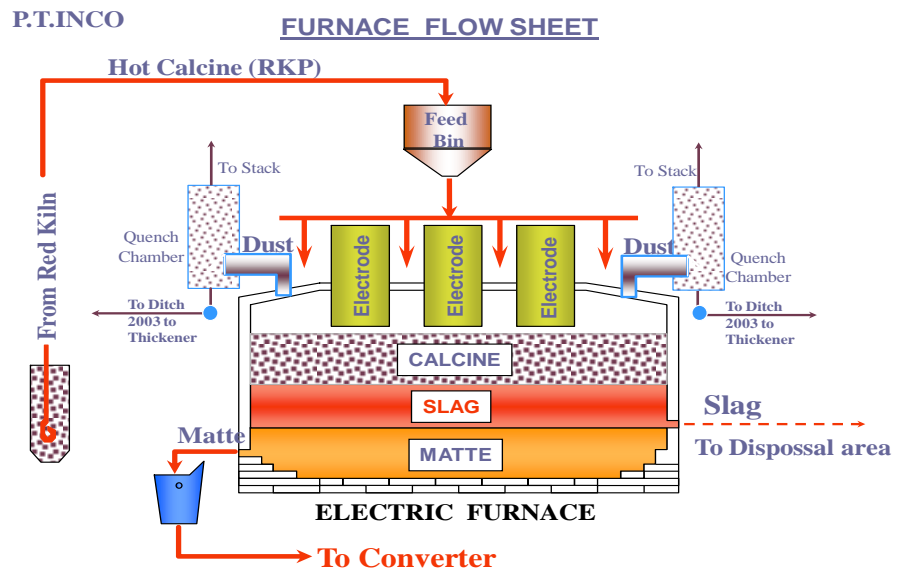 P.T.INCO
FURNACE FLOW SHEET
Hot Calcine (RKP)
Feed
Bin
To Stack
To Stack
From Red Kiln
Quench
Chamber
Dust
Electrode
Electrode
Electrode
Dust
Quench
Chamber
To Ditch
2003 to
Thickener
To Ditch
2003 to
Thickener
CALCINE
SLAG
Slag
Matte
MATTE
To Dispossal area
ELECTRIC FURNACE
To Converter